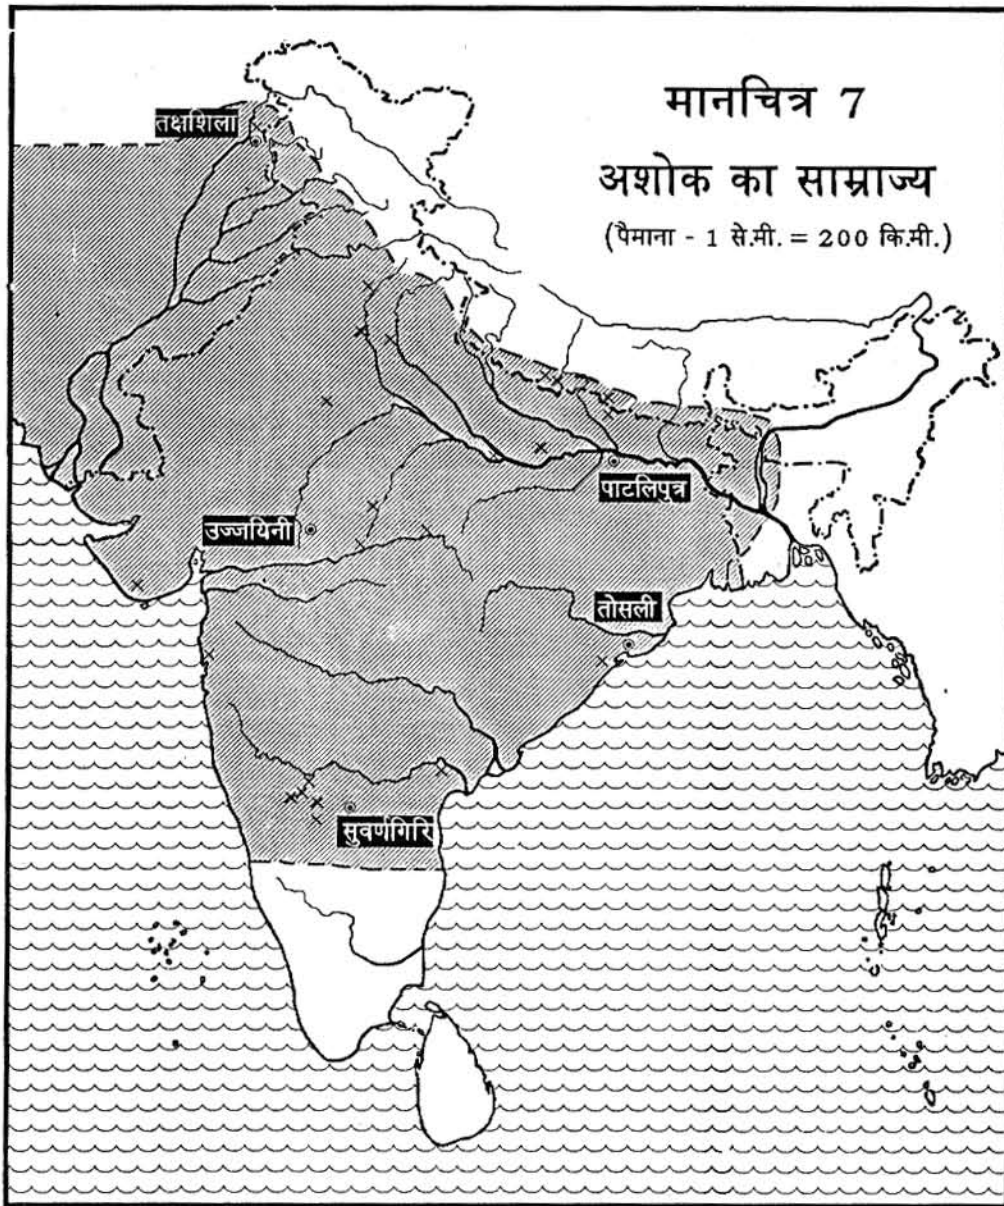 मानचित्र 7
अशोक का साम्राज्य
(पैमाना - 1 से.मी. = 200 कि.मी.)
तक्षशिला
पाटलिपुत्र
उज्जयिनी
तोसली
सुवर्णगिरि